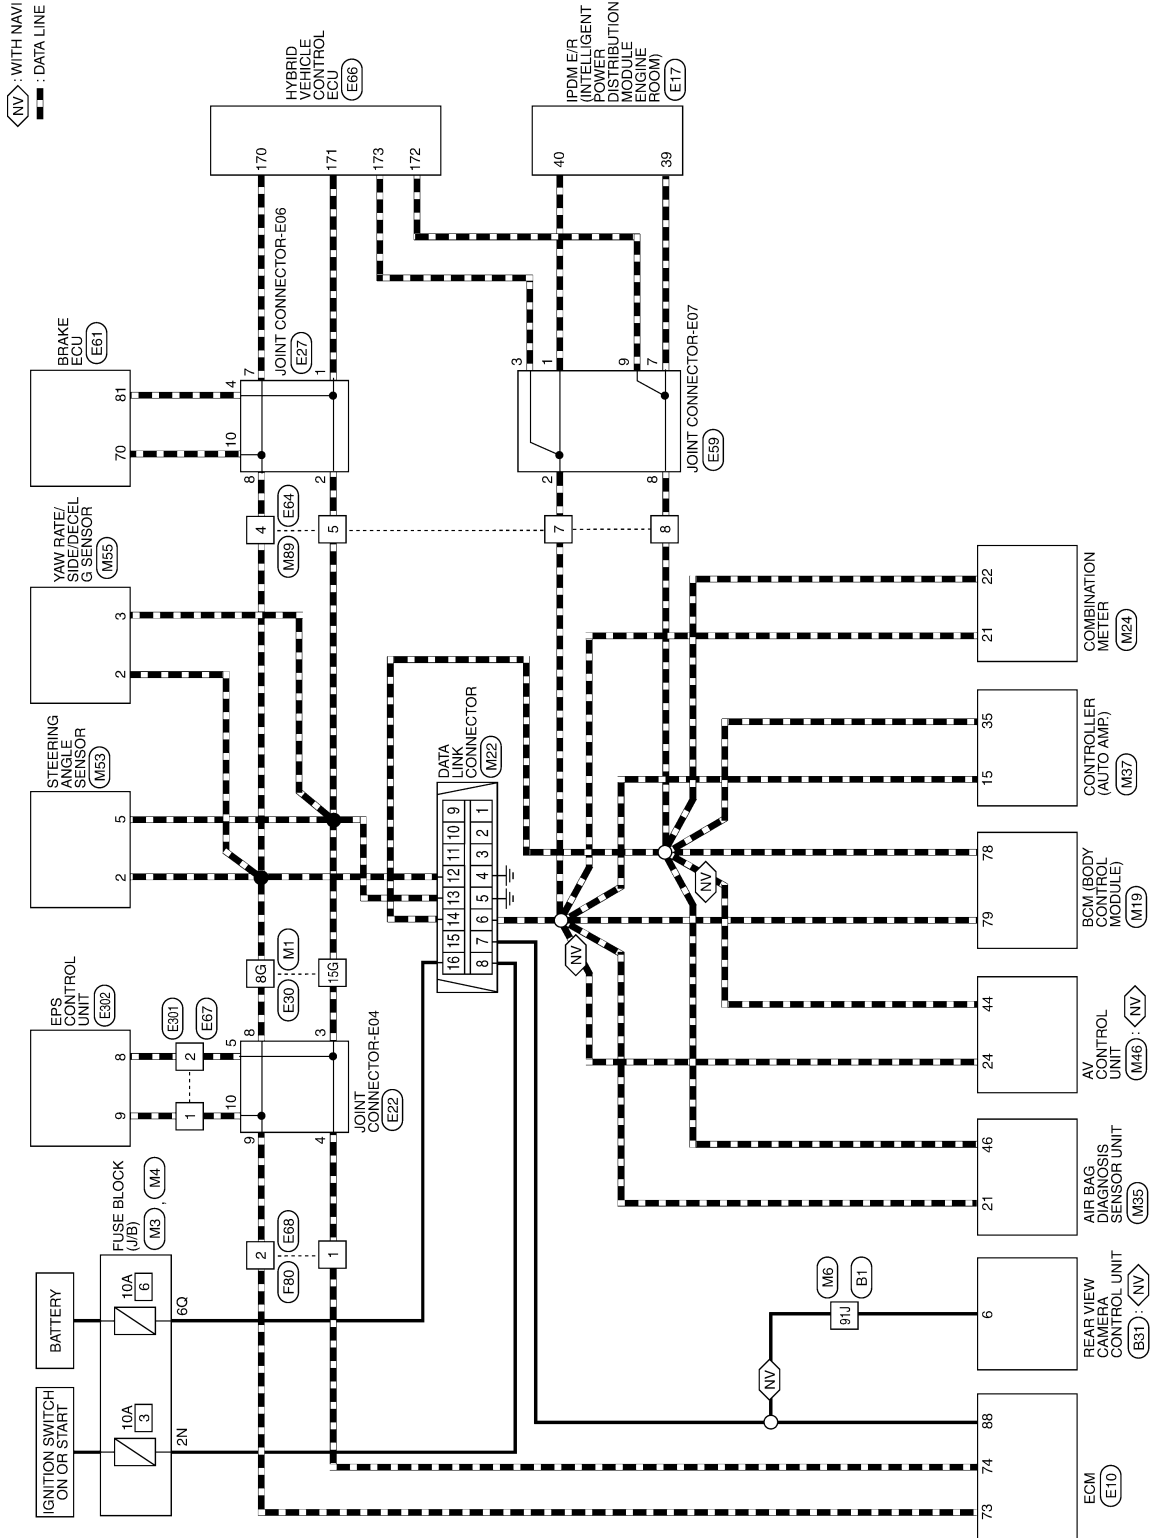 NV : WITH NAVI
: DATA LINE
IGNITION SWITCH
ON OR START
BATTERY
10A
3
10A
6
2N
6Q
FUSE BLOCK
(J/B)
M3 , M4
EPS
CONTROL
UNIT
E302
9
8
1
2
E301
E67
10
5
9
8
4
3
JOINT
CONNECTOR-E04
E22
2
1
F80
E68
8G
15G
E30
M1
STEERING
ANGLE
SENSOR
M53
2
5
YAW RATE/
SIDE/DECEL
G SENSOR
M55
2
3
BRAKE
ECU
E61
70
81
10
4
8
7
2
1
JOINT CONNECTOR-E06
E27
4
5
M89
E64
HYBRID
VEHICLE
CONTROL
ECU
E66
170
171
173
172
IPDM E/R
(INTELLIGENT
POWER
DISTRIBUTION
MODULE
ENGINE
ROOM)
E17
40
39
3
1
9
7
2
8
JOINT CONNECTOR-E07
E59
7
8
DATA
LINK
CONNECTOR
M22
16 15 14 13 12 11 10 9
8 7 6 5 4 3 2 1
NV
NV
NV
73
74
88
ECM
E10
91J
M6
B1
6
REAR VIEW
CAMERA
CONTROL UNIT
B31 : NV
21
46
AIR BAG
DIAGNOSIS
SENSOR UNIT
M35
24
44
AV
CONTROL
UNIT
M46 : NV
79
78
BCM (BODY
CONTROL
MODULE)
M19
15
35
CONTROLLER
(AUTO AMP.)
M37
21
22
COMBINATION
METER
M24